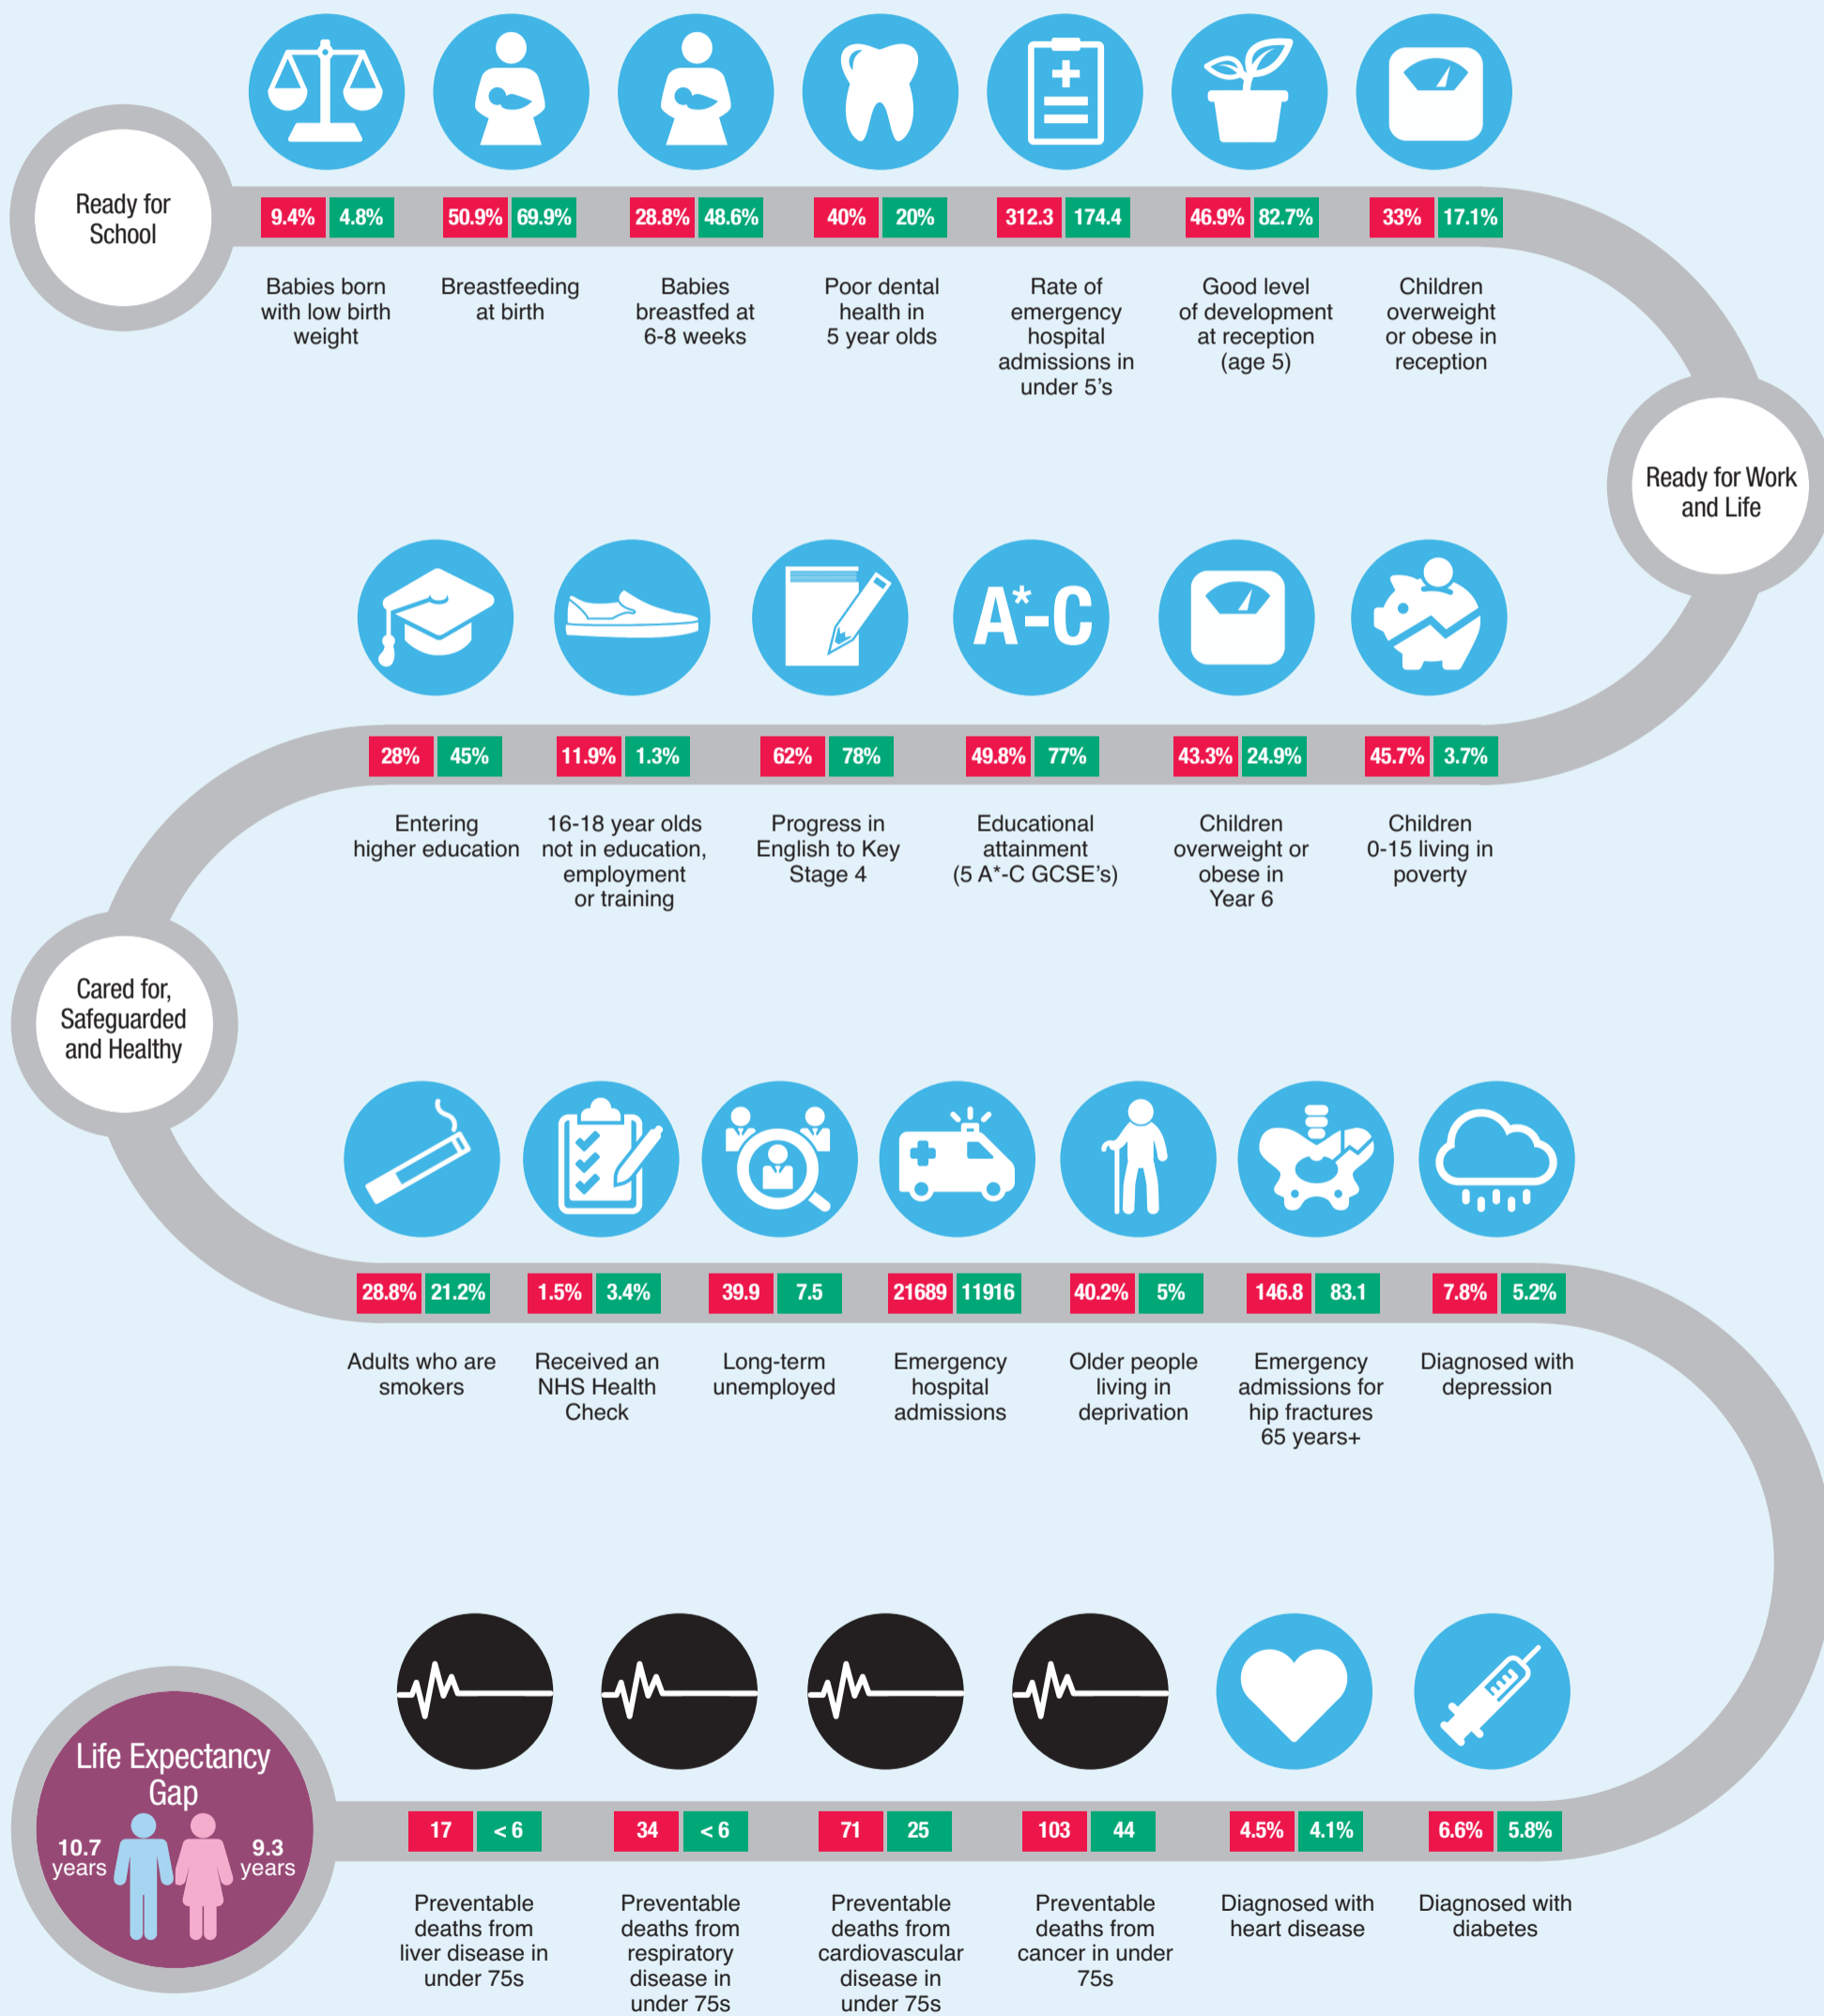 Ready for
School
9.4% 4.8%
50.9% 69.9%
28.8% 48.6%
40% 20%
312.3 174.4
46.9% 82.7%
33% 17.1%
Babies born
with low birth
weight
Breastfeeding
at birth
Babies
breastfed at
6-8 weeks
Poor dental
health in
5 year olds
Rate of
emergency
hospital
admissions in
under 5's
Good level
of development
at reception
(age 5)
Children
overweight
or obese in
reception
Ready for Work
and Life
A*-C
28% 45%
11.9% 1.3%
62% 78%
49.8% 77%
43.3% 24.9%
45.7% 3.7%
Entering
higher education
16-18 year olds
not in education,
employment
or training
Progress in
English to Key
Stage 4
Educational
attainment
(5 A*-C GCSE's)
Children
overweight or
obese in
Year 6
Children
0-15 living in
poverty
Cared for,
Safeguarded
and Healthy
28.8% 21.2%
1.5% 3.4%
39.9 7.5
21689 11916
40.2% 5%
146.8 83.1
7.8% 5.2%
Adults who are
smokers
Received an
NHS Health
Check
Long-term
unemployed
Emergency
hospital
admissions
Older people
living in
deprivation
Emergency
admissions for
hip fractures
65 years+
Diagnosed with
depression
Life Expectancy
Gap
10.7
years
9.3
years
17 < 6
34 < 6
71 25
103 44
4.5% 4.1%
6.6% 5.8%
Preventable
deaths from
liver disease in
under 75s
Preventable
deaths from
respiratory
disease in
under 75s
Preventable
deaths from
cardiovascular
disease in
under 75s
Preventable
deaths from
cancer in under
75s
Diagnosed with
heart disease
Diagnosed with
diabetes